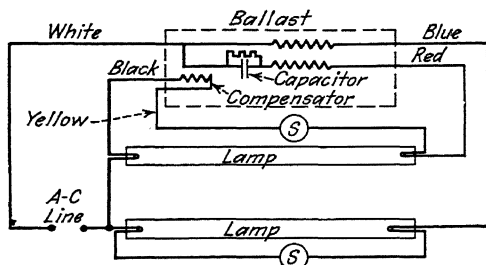 Ballast
White
Blue
Red
Black
Capacitor
Compensator
Yellow
S
Lamp
A-C
Line
Lamp
S